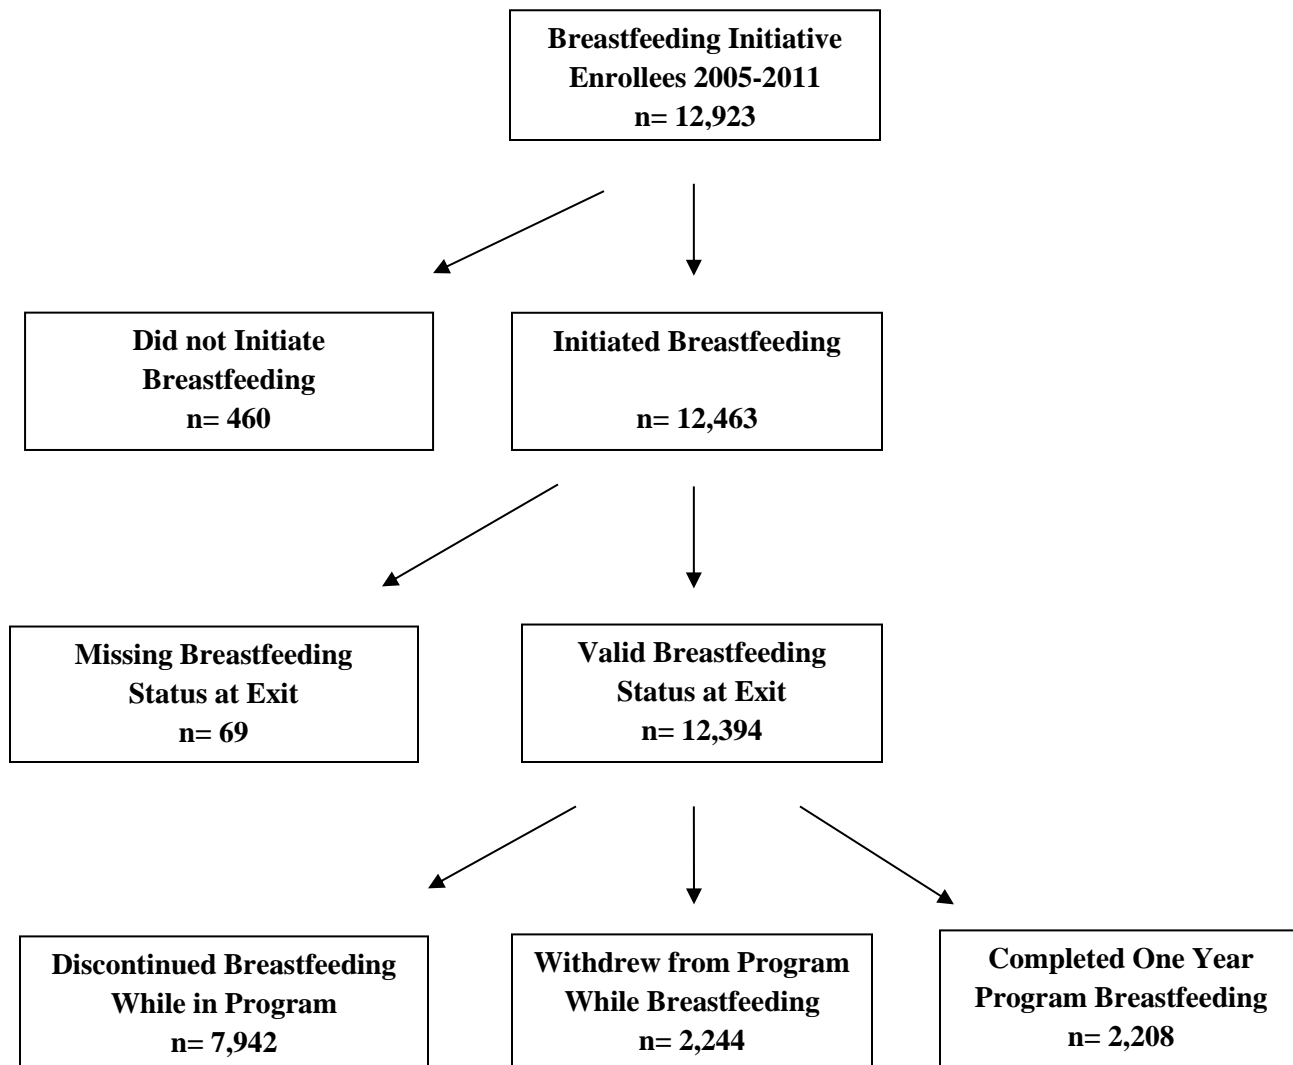 Breastfeeding Initiative
Enrollees 2005-2011
n= 12,923
Did not Initiate
Breastfeeding
n= 460
Initiated Breastfeeding
n= 12,463
Missing Breastfeeding
Status at Exit
n= 69
Valid Breastfeeding
Status at Exit
n= 12,394
Discontinued Breastfeeding
While in Program
n= 7,942
Withdrew from Program
While Breastfeeding
n= 2,244
Completed One Year
Program Breastfeeding
n= 2,208